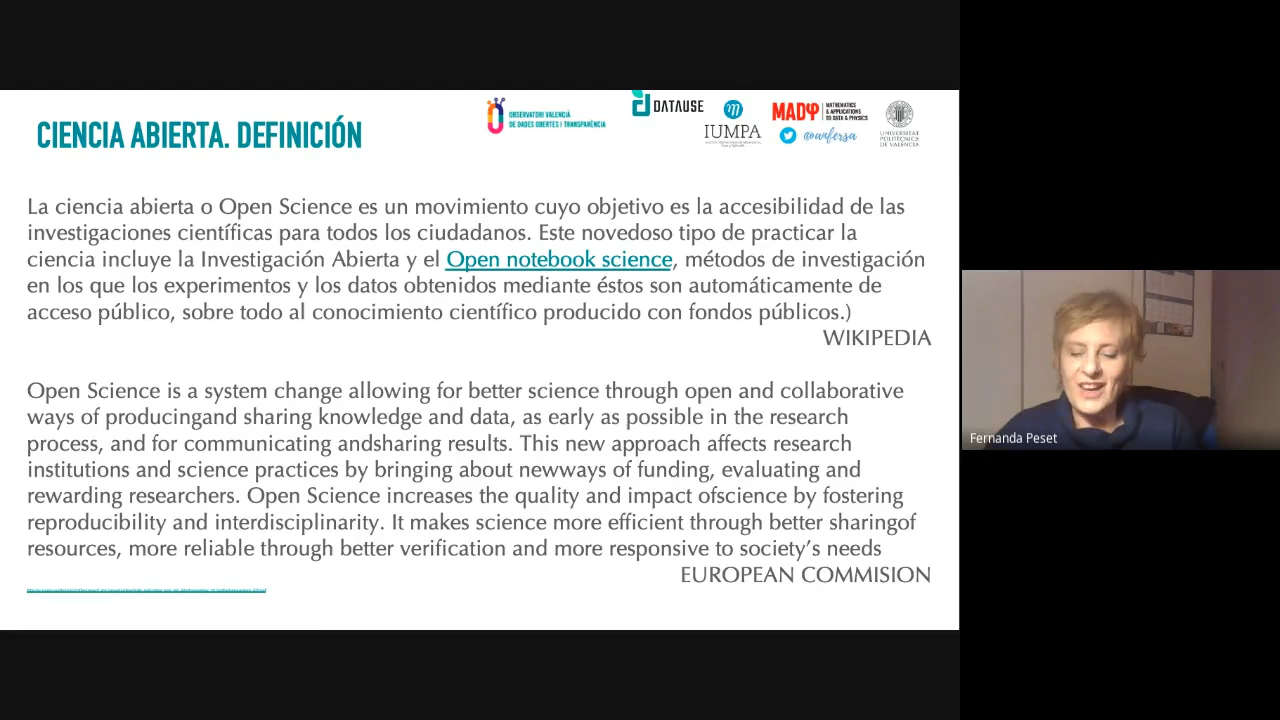 CIENCIA ABIERTA. DEFINICIÓN
OBSERVATORI VALENCIÀ
DE DADES OBERTES I TRANSPARÈNCIA
DATAUSE
IUMPA
MADφ
MATHEMATICS
& APPLICATIONS
TO DATA & PHYSICS
@oanfersa
UNIVERSITAT
POLITÈCNICA
DE VALÈNCIA
La ciencia abierta o Open Science es un movimiento cuyo objetivo es la accesibilidad de las
investigaciones científicas para todos los ciudadanos. Este novedoso tipo de practicar la
ciencia incluye la Investigación Abierta y el Open notebook science, métodos de investigación
en los que los experimentos y los datos obtenidos mediante éstos son automáticamente de
acceso público, sobre todo al conocimiento científico producido con fondos públicos.)
WIKIPEDIA
Open Science is a system change allowing for better science through open and collaborative
ways of producingand sharing knowledge and data, as early as possible in the research
process, and for communicating andsharing results. This new approach affects research
institutions and science practices by bringing about newways of funding, evaluating and
rewarding researchers. Open Science increases the quality and impact ofscience by fostering
reproducibility and interdisciplinarity. It makes science more efficient through better sharingof
resources, more reliable through better verification and more responsive to society’s needs
EUROPEAN COMMISION
Fernanda Peset